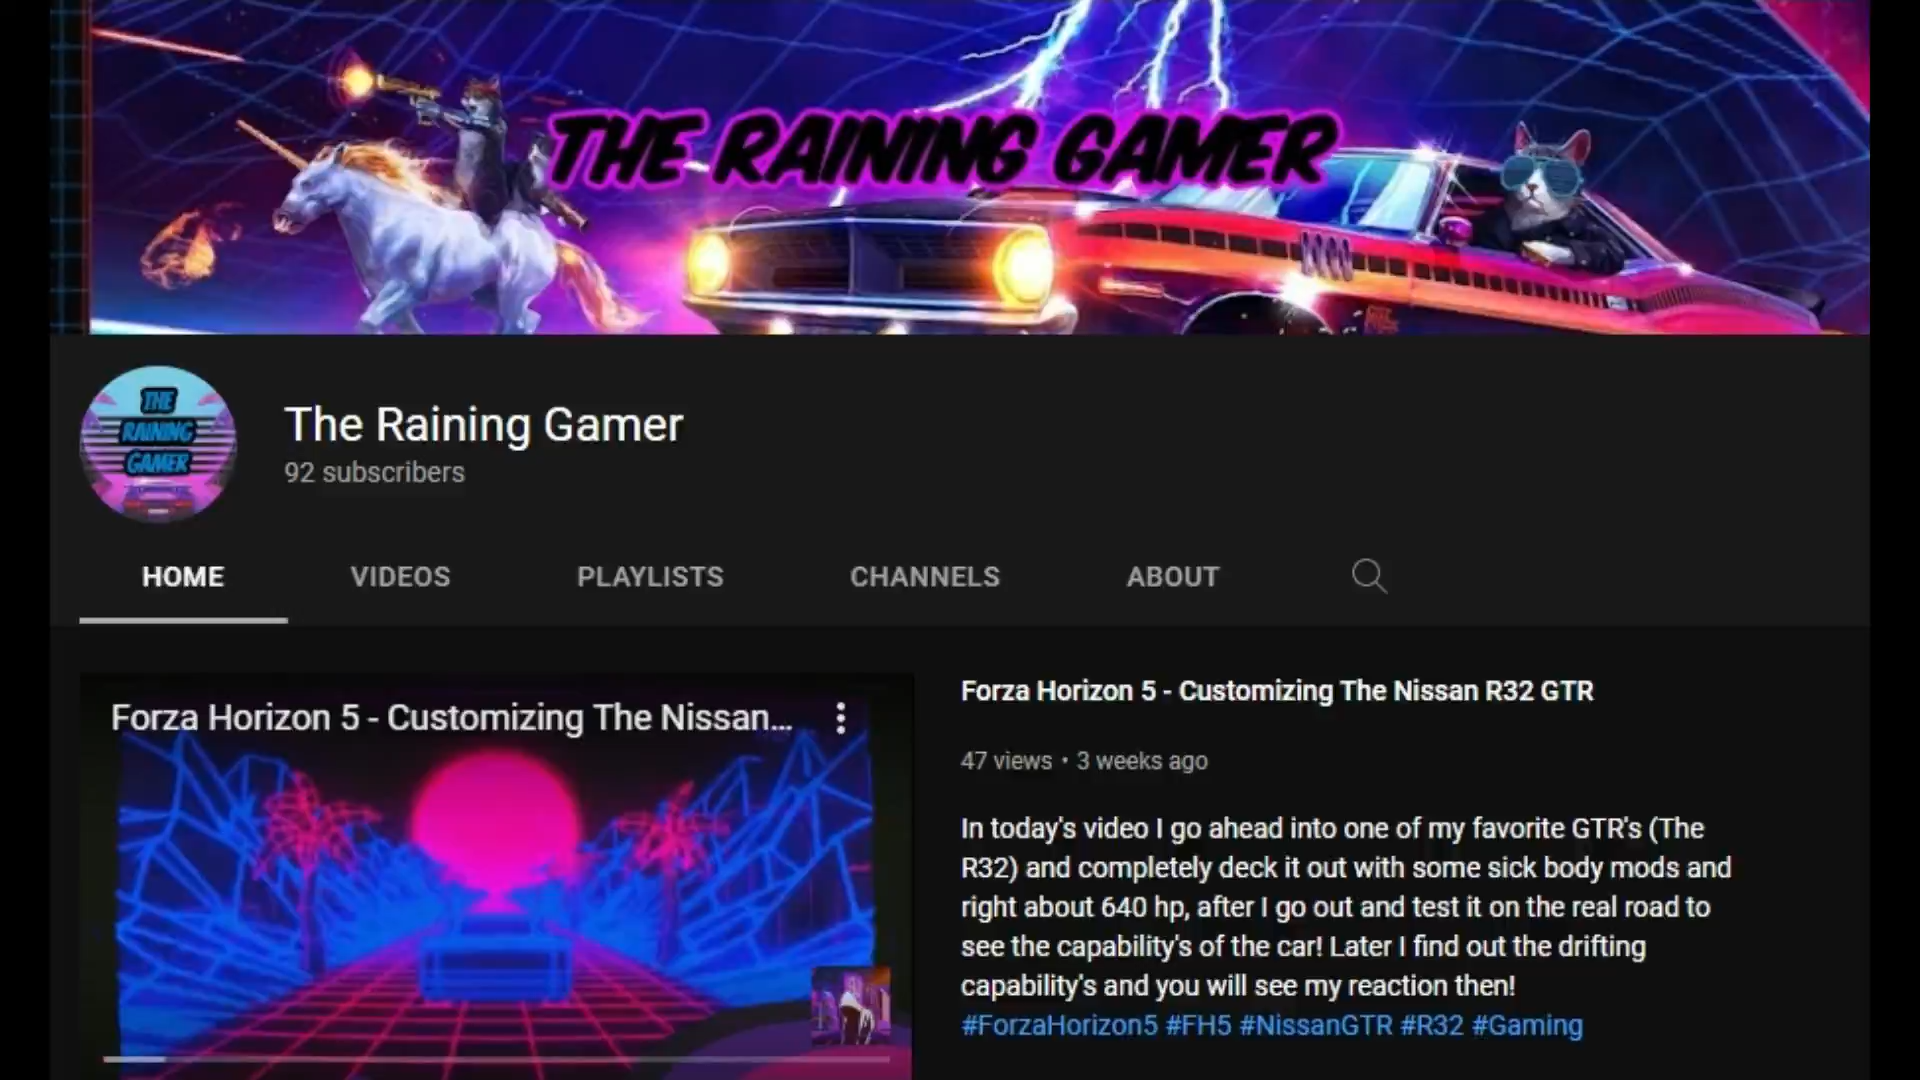 THE RAINING GAMER
THE
RAINING
GAMER
The Raining Gamer
92 subscribers
HOME
VIDEOS
PLAYLISTS
CHANNELS
ABOUT
Forza Horizon 5 - Customizing The Nissan...
Forza Horizon 5 - Customizing The Nissan R32 GTR
47 views • 3 weeks ago
In today's video I go ahead into one of my favorite GTR's (The
R32) and completely deck it out with some sick body mods and
right about 640 hp, after I go out and test it on the real road to
see the capability's of the car! Later I find out the drifting
capability's and you will see my reaction then!
#ForzaHorizon5 #FH5 #NissanGTR #R32 #Gaming